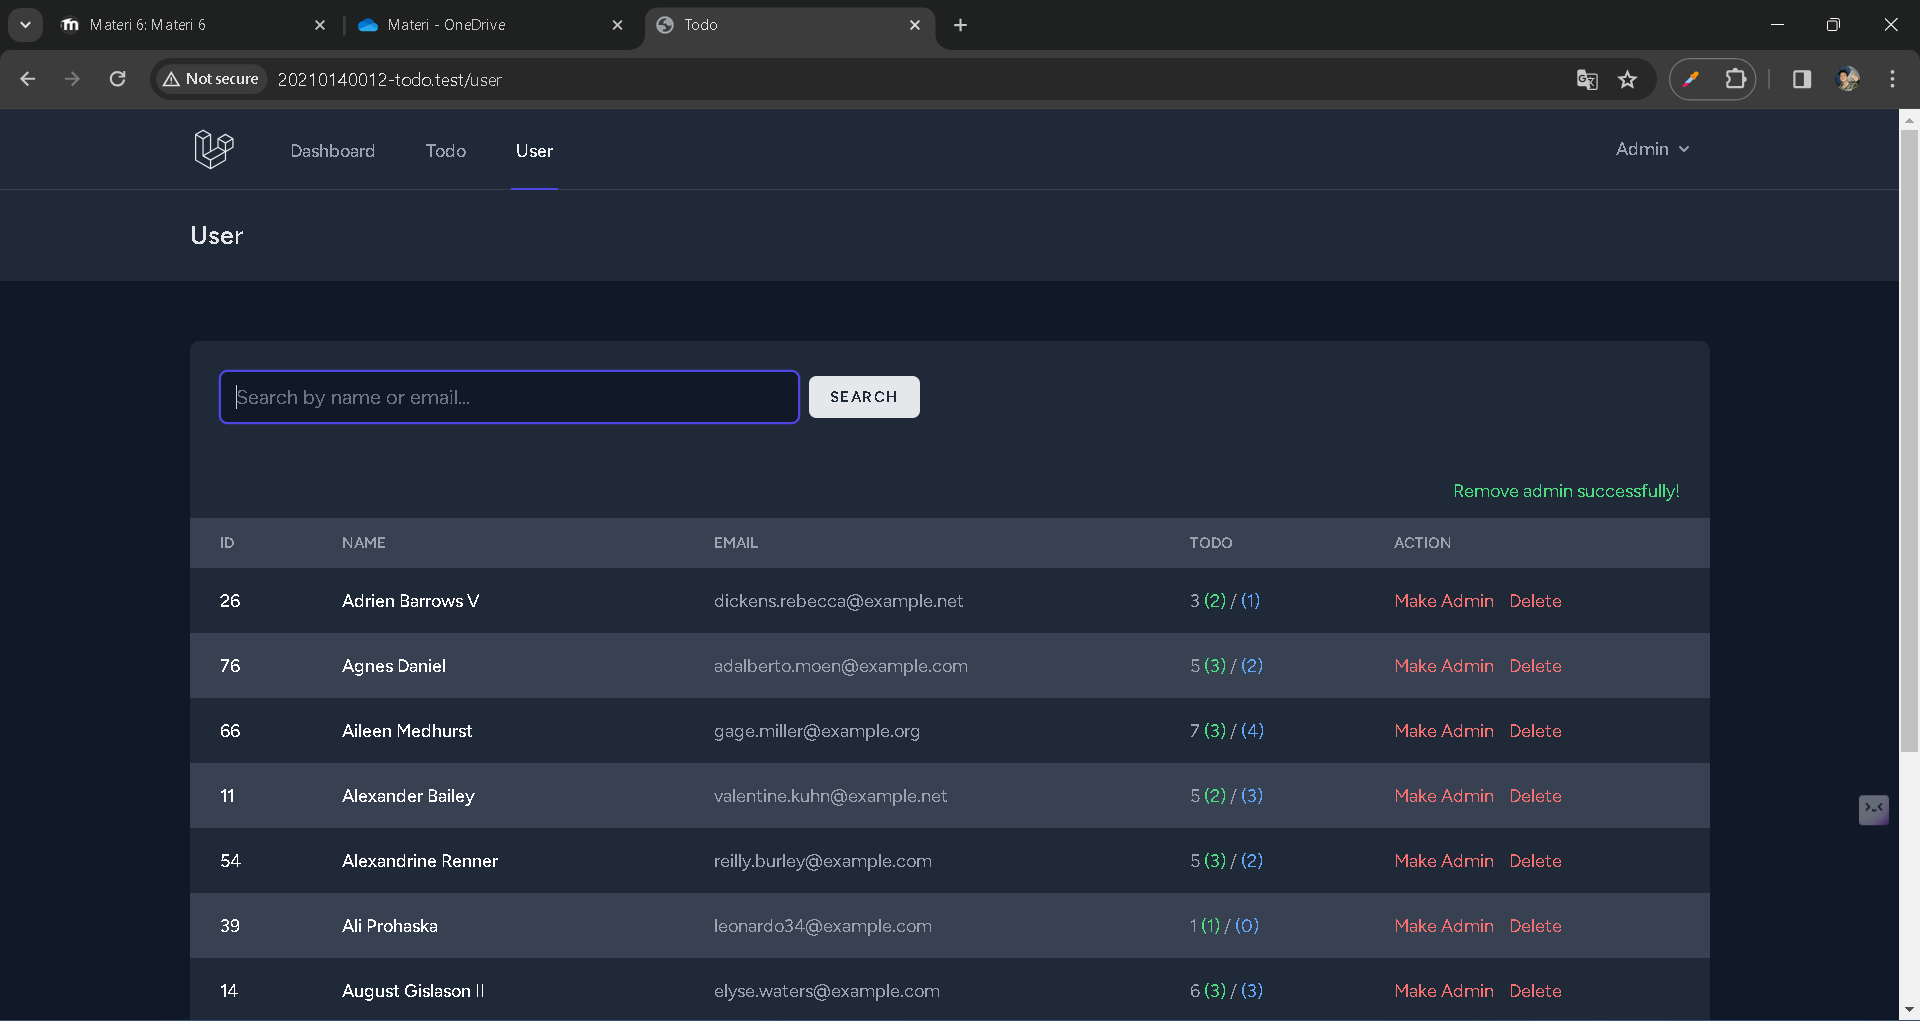 Materi 6: Materi 6
Materi - OneDrive
Todo
Not secure
20210140012-todo.test/user
Dashboard
Todo
User
Admin
User
Search by name or email...
SEARCH
Remove admin successfully!
ID NAME EMAIL TODO ACTION
26 Adrien Barrows V dickens.rebecca@example.net 3 (2) / (1) Make Admin Delete
76 Agnes Daniel adalberto.moen@example.com 5 (3) / (2) Make Admin Delete
66 Aileen Medhurst gage.miller@example.org 7 (3) / (4) Make Admin Delete
11 Alexander Bailey valentine.kuhn@example.net 5 (2) / (3) Make Admin Delete
54 Alexandrine Renner reilly.burley@example.com 5 (3) / (2) Make Admin Delete
39 Ali Prohaska leonardo34@example.com 1 (1) / (0) Make Admin Delete
14 August Gislason II elyse.waters@example.com 6 (3) / (3) Make Admin Delete